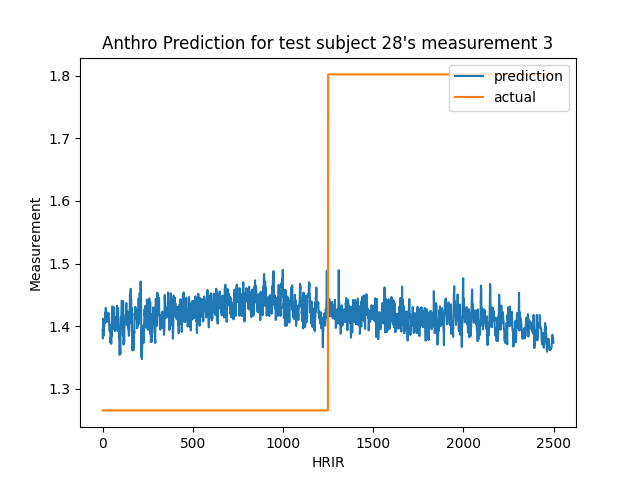 Anthro Prediction for test subject 28's measurement 3
prediction
actual
Measurement
1.8
1.7
1.6
1.5
1.4
1.3
0 500 1000 1500 2000 2500
HRIR